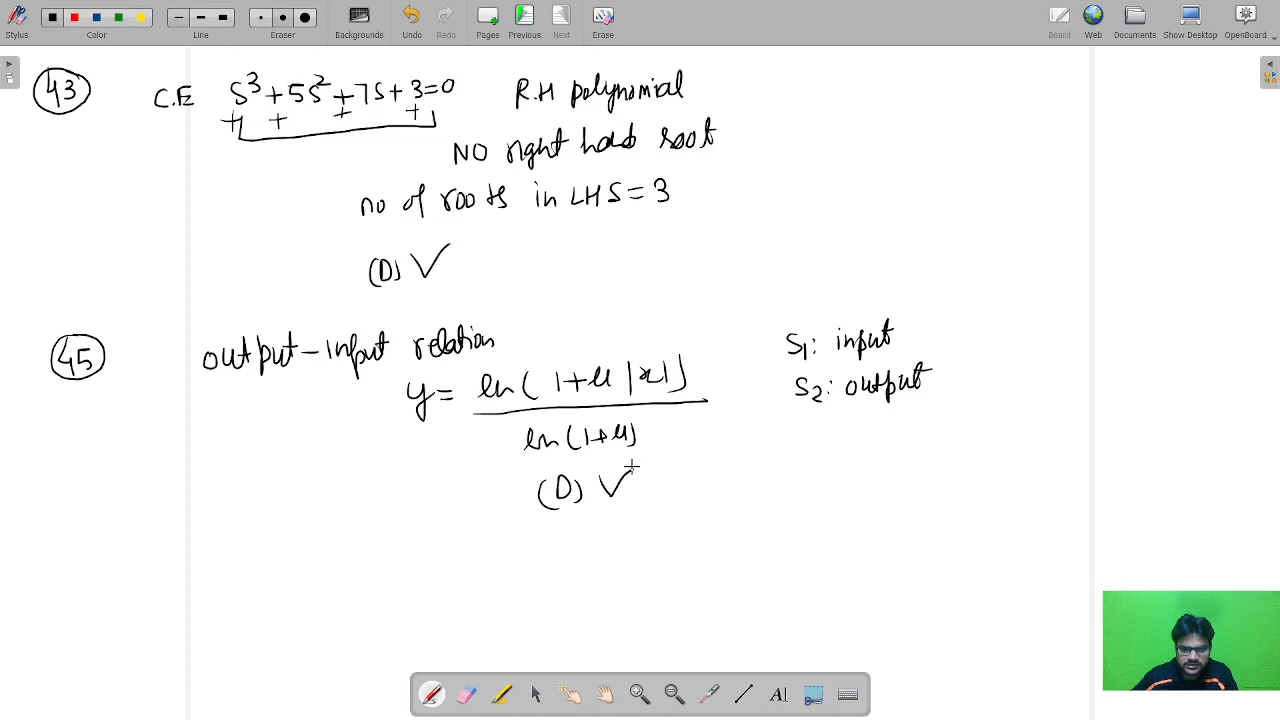 Stylus Color Line Eraser Backgrounds Undo Redo Pages Previous Next Erase Board Web Documents Show Desktop OpenBoard
43 C.E S³+5S²+7S+3=0 R.H polynomial
+ + + +
NO right hand root
no of roots in LHS=3
(D) ✓
45 output-input relation S₁: input
y= ln(1+μ|x|) S₂: output
ln(1+μ)
(D) ✓